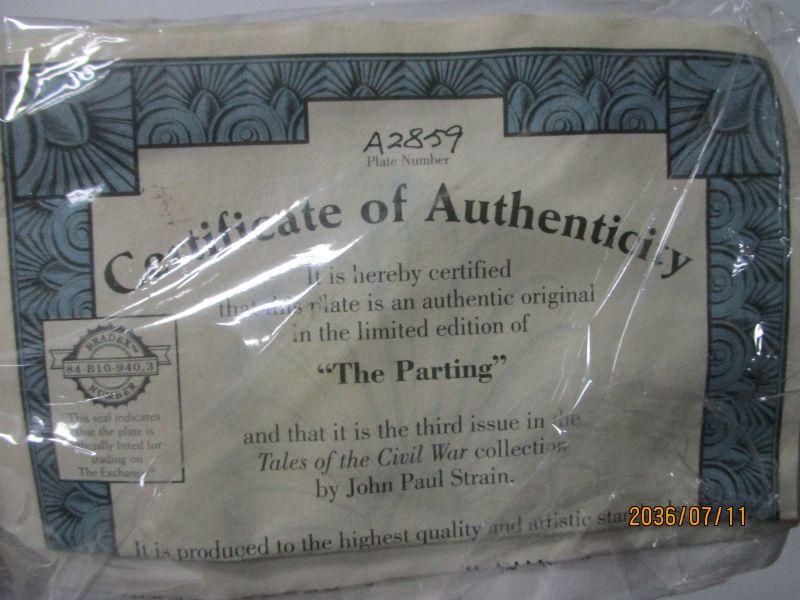 A2859
Plate Number
Certificate of Authenticity
It is hereby certified
that this plate is an authentic original
in the limited edition of
“The Parting”
and that it is the third issue in the
Tales of the Civil War collection
by John Paul Strain.
It is produced to the highest quality and artistic
BRADEX™
84-B10-940.3
NUMBER
This seal indicates
that the plate is
officially listed for
trading on
The Exchange
2036/07/11